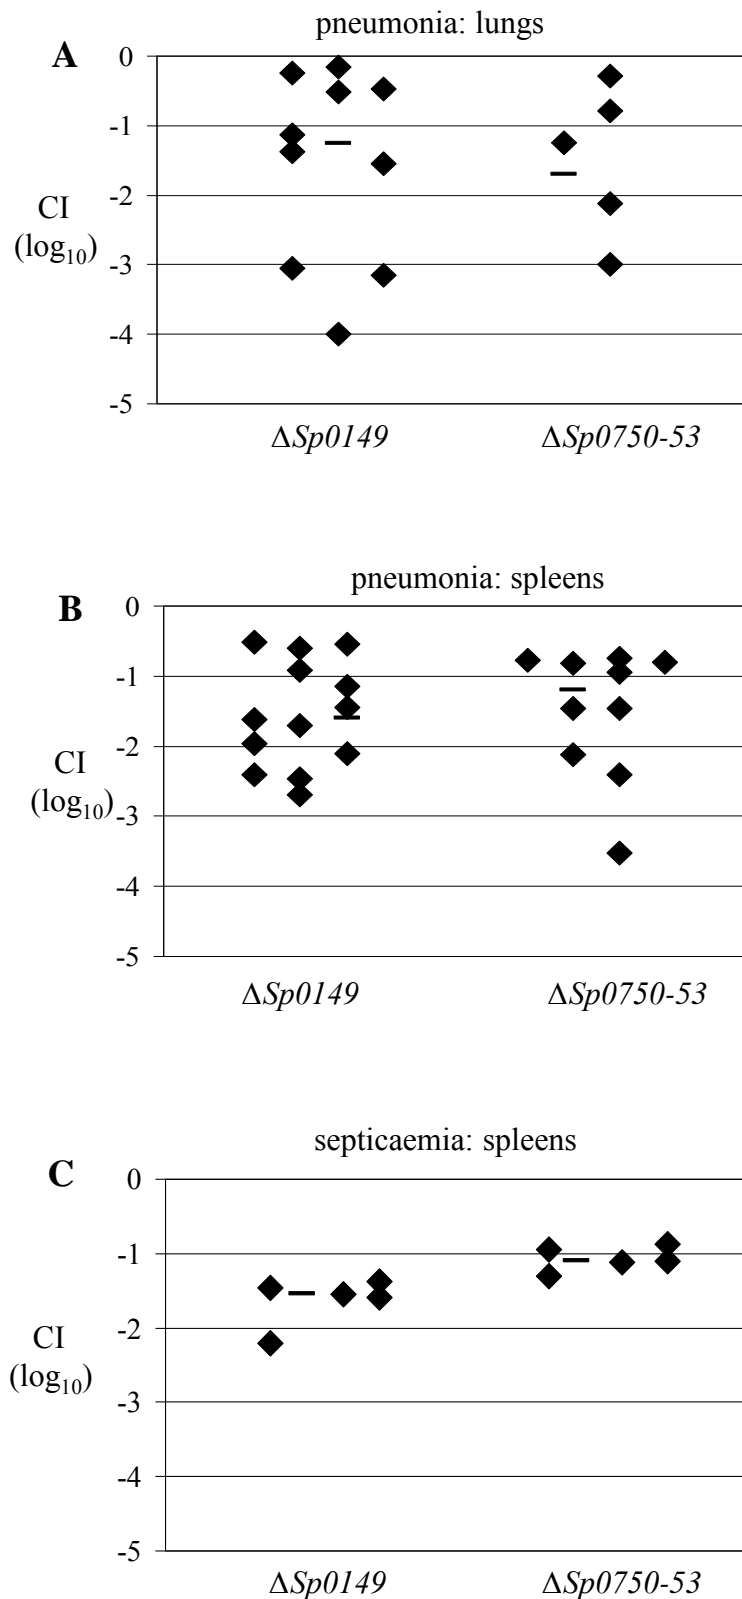 pneumonia: lungs
A
0
-1
-2
-3
-4
-5
CI
(log10)
ΔSp0149
ΔSp0750-53
pneumonia: spleens
B
0
-1
-2
-3
-4
-5
CI
(log10)
ΔSp0149
ΔSp0750-53
septicaemia: spleens
C
0
-1
-2
-3
-4
-5
CI
(log10)
ΔSp0149
ΔSp0750-53